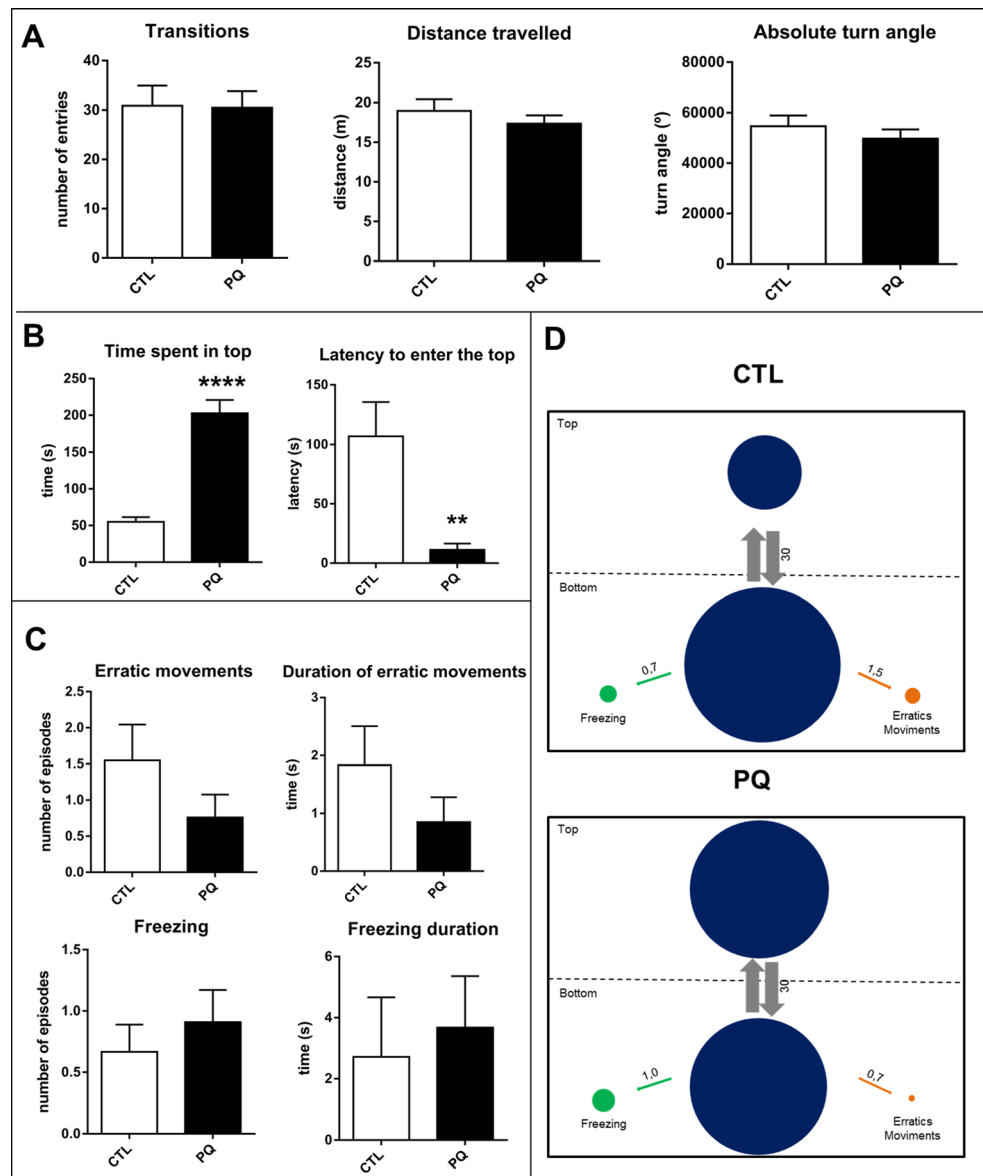 A
Transitions
number of entries
40
30
20
10
0
CTL
PQ
Distance travelled
distance (m)
25
20
15
10
5
0
CTL
PQ
Absolute turn angle
turn angle (º)
80000
60000
40000
20000
0
CTL
PQ
B
Time spent in top
time (s)
250
200
150
100
50
0
****
CTL
PQ
Latency to enter the top
latency (s)
150
100
50
0
**
CTL
PQ
C
Erratic movements
number of episodes
2.5
2.0
1.5
1.0
0.5
0.0
CTL
PQ
Duration of erratic movements
time (s)
3
2
1
0
CTL
PQ
Freezing
number of episodes
1.5
1.0
0.5
0.0
CTL
PQ
Freezing duration
time (s)
6
4
2
0
CTL
PQ
D
CTL
Top
30
Bottom
0,7
1,5
Freezing
Erratics
Moviments
PQ
Top
30
Bottom
1,0
0,7
Freezing
Erratics
Moviments